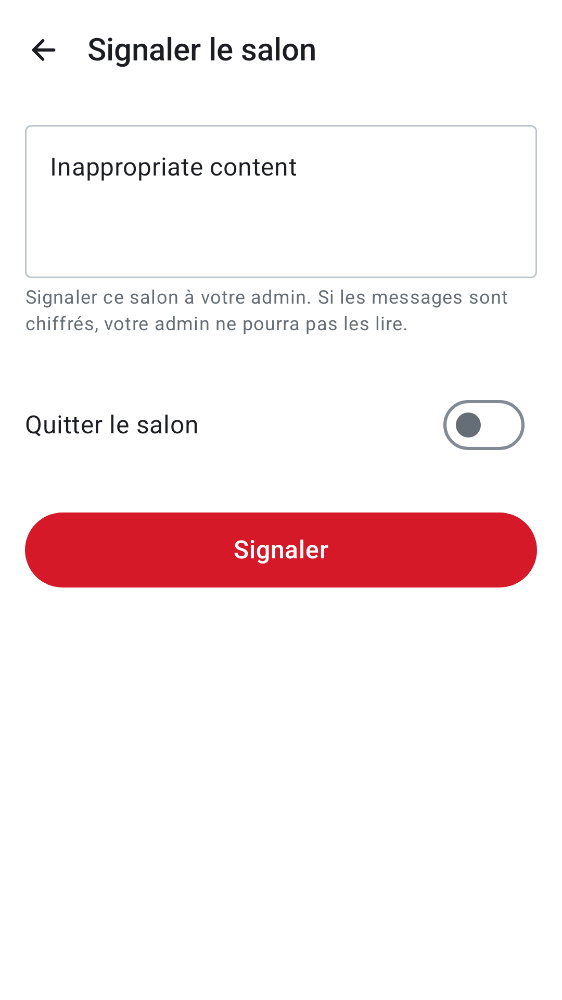 Signaler le salon
Inappropriate content
Signaler ce salon à votre admin. Si les messages sont
chiffrés, votre admin ne pourra pas les lire.
Quitter le salon
Signaler